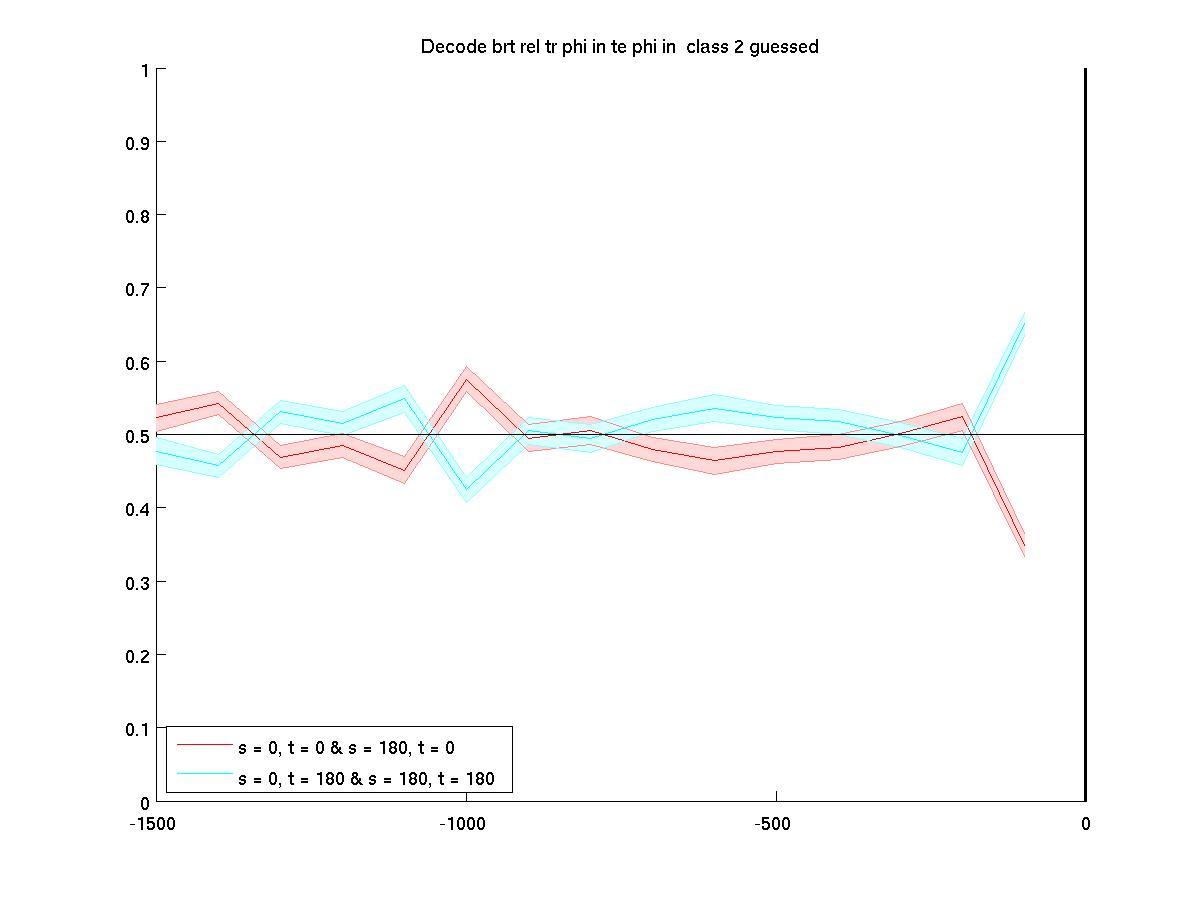 Decode brt rel tr phi in te phi in  class 2 guessed
1
0.9
0.8
0.7
0.6
0.5
0.4
0.3
0.2
0.1
0
s = 0, t = 0 & s = 180, t = 0
s = 0, t = 180 & s = 180, t = 180
-1500 -1000 -500 0